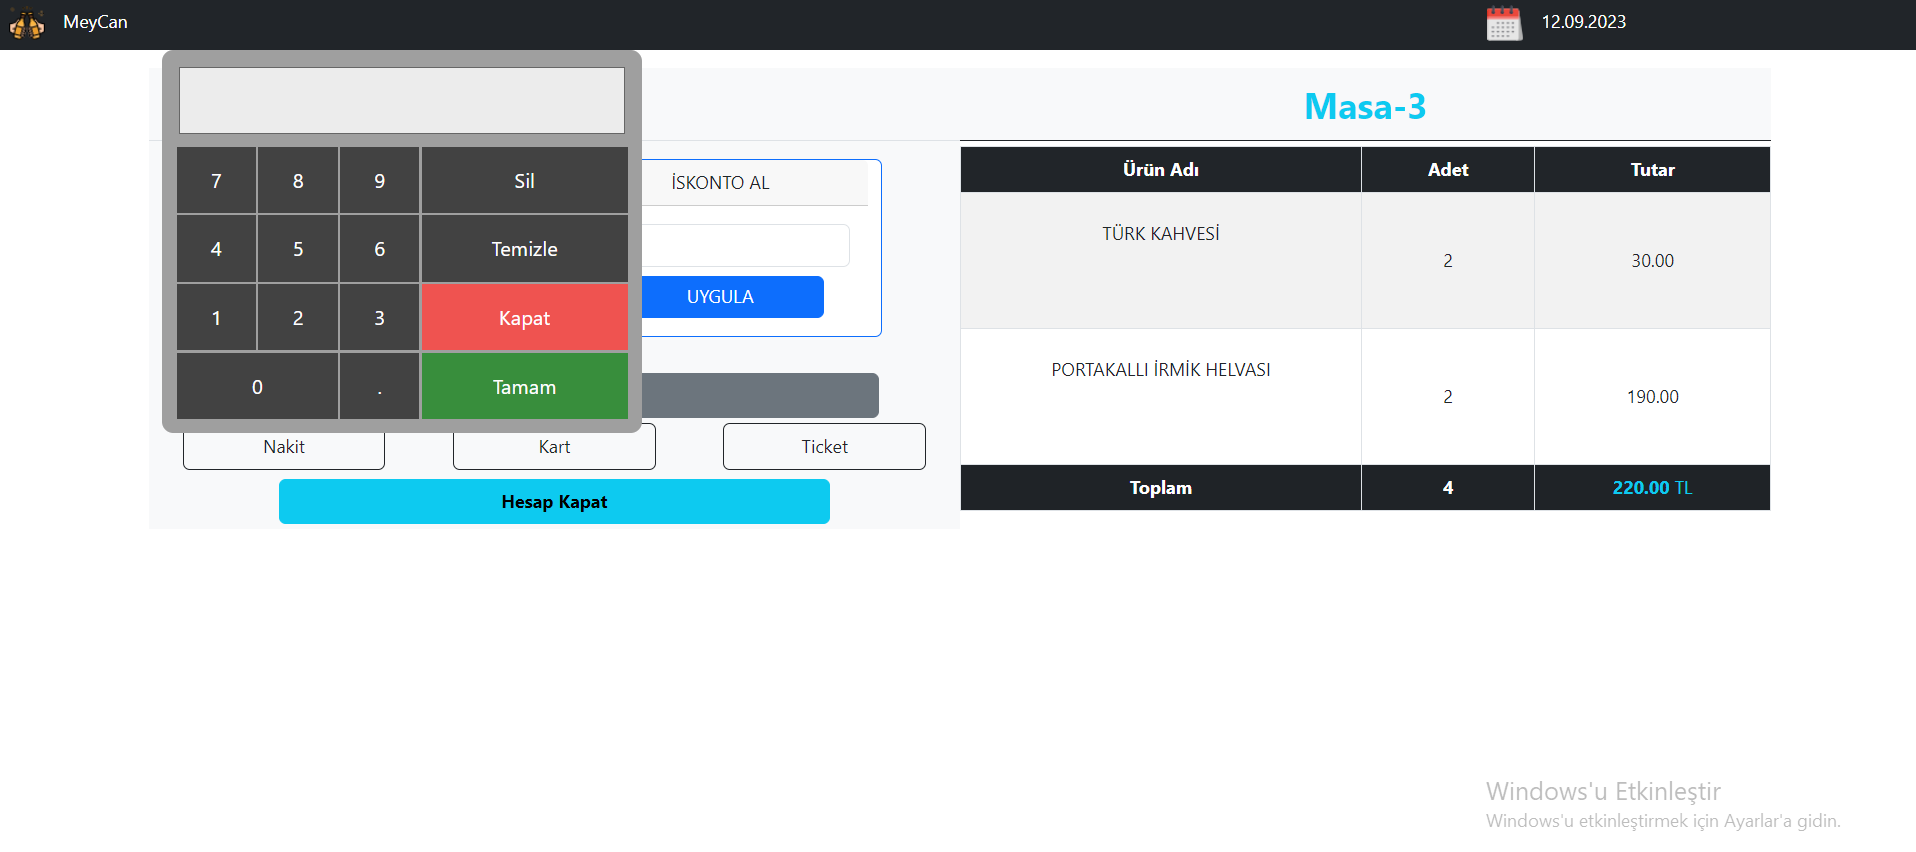 MeyCan
12.09.2023
7 8 9 Sil
4 5 6 Temizle
1 2 3 Kapat
0 . Tamam
İSKONTO AL
UYGULA
Nakit Kart Ticket
Hesap Kapat
Masa-3
Ürün Adı Adet Tutar
TÜRK KAHVESİ 2 30.00
PORTAKALLI İRMİK HELVASI 2 190.00
Toplam 4 220.00 TL
Windows'u Etkinleştir
Windows'u etkinleştirmek için Ayarlar'a gidin.